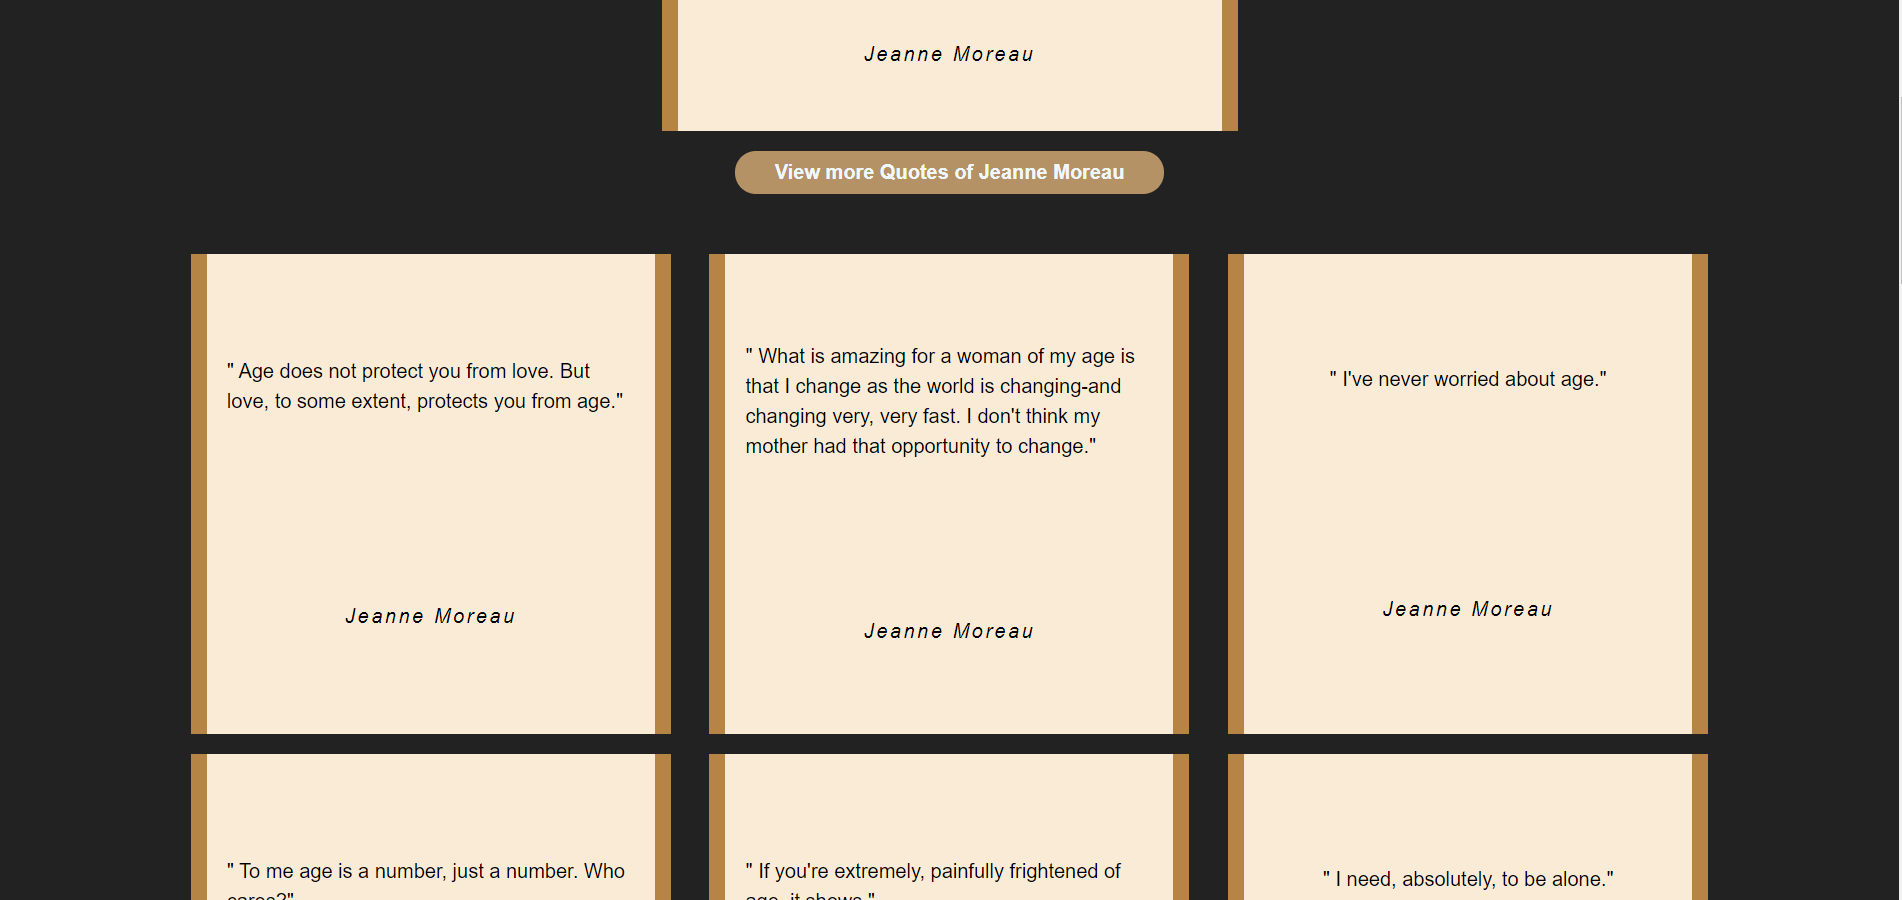 Jeanne Moreau
View more Quotes of Jeanne Moreau
" Age does not protect you from love. But
love, to some extent, protects you from age."
Jeanne Moreau
" What is amazing for a woman of my age is
that I change as the world is changing-and
changing very, very fast. I don't think my
mother had that opportunity to change."
Jeanne Moreau
" I've never worried about age."
Jeanne Moreau
" To me age is a number, just a number. Who
cares?"
" If you're extremely, painfully frightened of
age, it shows."
" I need, absolutely, to be alone."